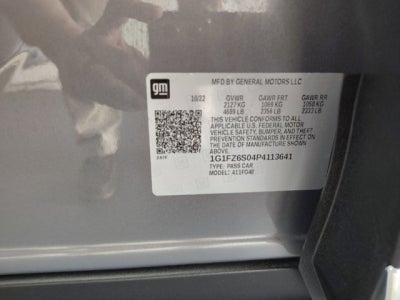 gm
MFD BY GENERAL MOTORS LLC
10/22 GVWR GAWR FRT GAWR RR
2127 KG 1069 KG 1058 KG
4689 LB 2356 LB 2333 LB
THIS VEHICLE CONFORMS TO ALL
APPLICABLE U.S. FEDERAL MOTOR
VEHICLE SAFETY, BUMPER, AND THEFT
PREVENTION STANDARDS IN EFFECT ON
THE DATE OF MANUFACTURE SHOWN
ABOVE.
1G1FZ6S04P4113641
TYPE: PASS CAR
MODEL: